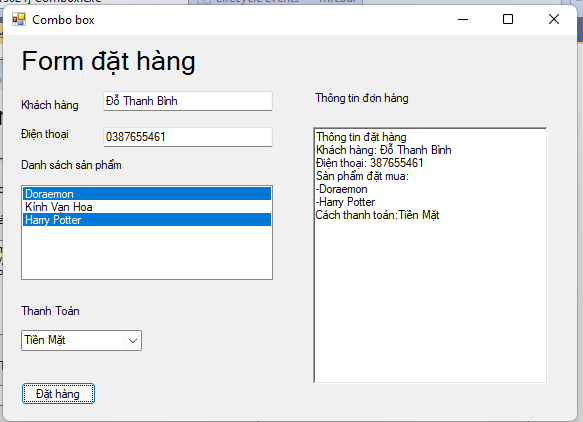 Combo box
Form đặt hàng
Khách hàng
Đỗ Thanh Bình
Điện thoại
0387655461
Danh sách sản phẩm
Doraemon
Kính Vạn Hoa
Harry Potter
Thanh Toán
Tiền Mặt
Đặt hàng
Thông tin đơn hàng
Thông tin đặt hàng
Khách hàng: Đỗ Thanh Bình
Điện thoại: 387655461
Sản phẩm đặt mua:
-Doraemon
-Harry Potter
Cách thanh toán:Tiền Mặt